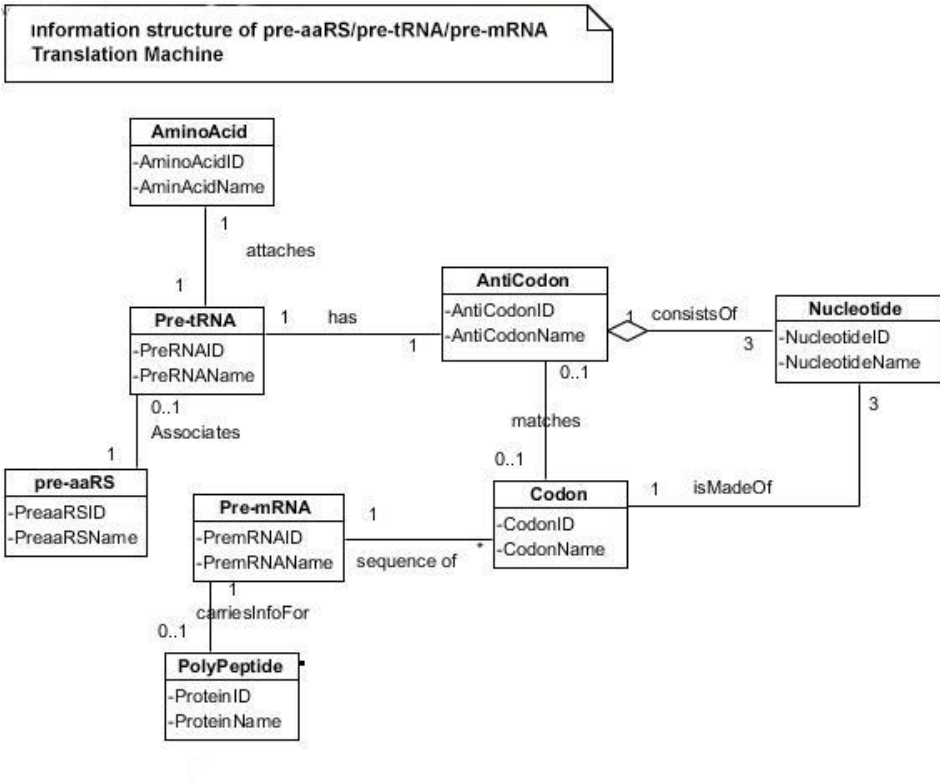 information structure of pre-aaRS/pre-tRNA/pre-mRNA
Translation Machine
AminoAcid
-AminoAcidID
-AminAcidName
1
attaches
1
Pre-tRNA
-PreRNAID
-PreRNAName
1
has
1
AntiCodon
-AntiCodonID
-AntiCodonName
1
consistsOf
3
Nucleotide
-NucleotideID
-NucleotideName
0..1
Associates
1
pre-aaRS
-PreaaRSID
-PreaaRSName
0..1
matches
0..1
3
Codon
-CodonID
-CodonName
1
isMadeOf
Pre-mRNA
-PremRNAID
-PremRNAName
1
sequence of
*
1
carriesInfoFor
0..1
PolyPeptide
-ProteinID
-ProteinName